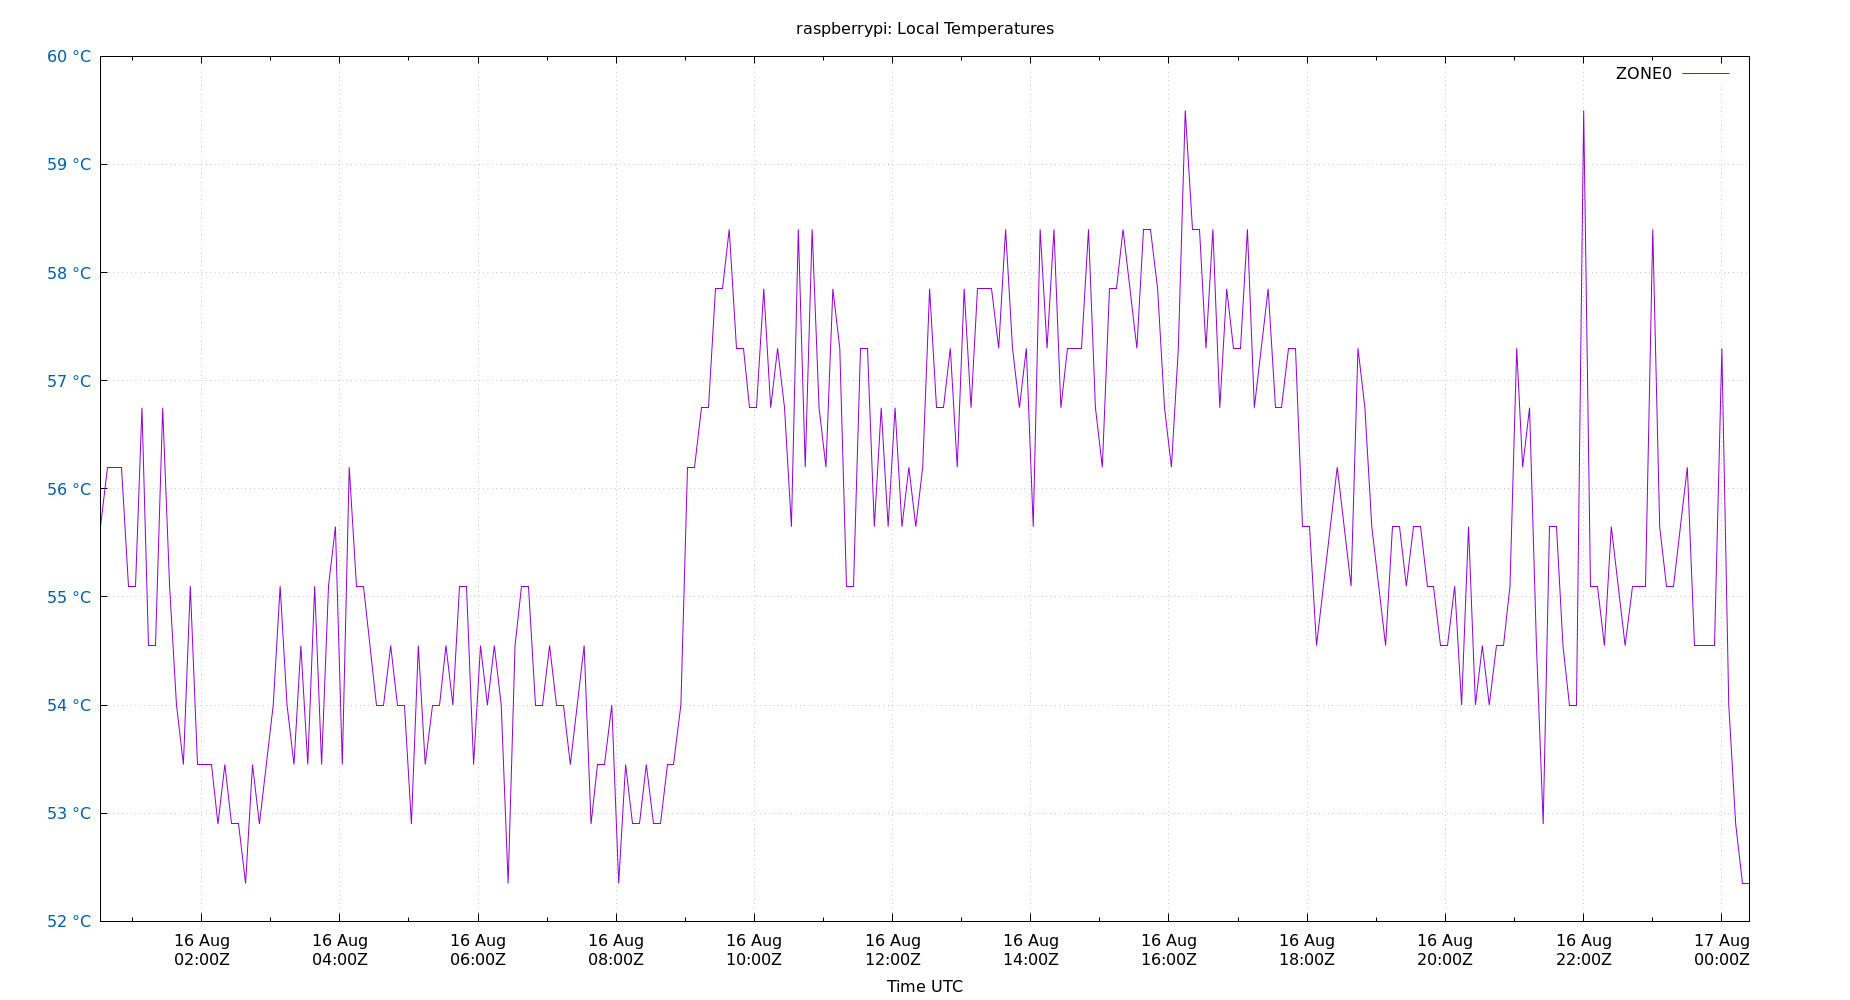 raspberrypi: Local Temperatures
60 °C
ZONE0
59 °C
58 °C
57 °C
56 °C
55 °C
54 °C
53 °C
52 °C
16 Aug 16 Aug 16 Aug 16 Aug 16 Aug 16 Aug 16 Aug 16 Aug 16 Aug 16 Aug 16 Aug 17 Aug
02:00Z 04:00Z 06:00Z 08:00Z 10:00Z 12:00Z 14:00Z 16:00Z 18:00Z 20:00Z 22:00Z 00:00Z
Time UTC